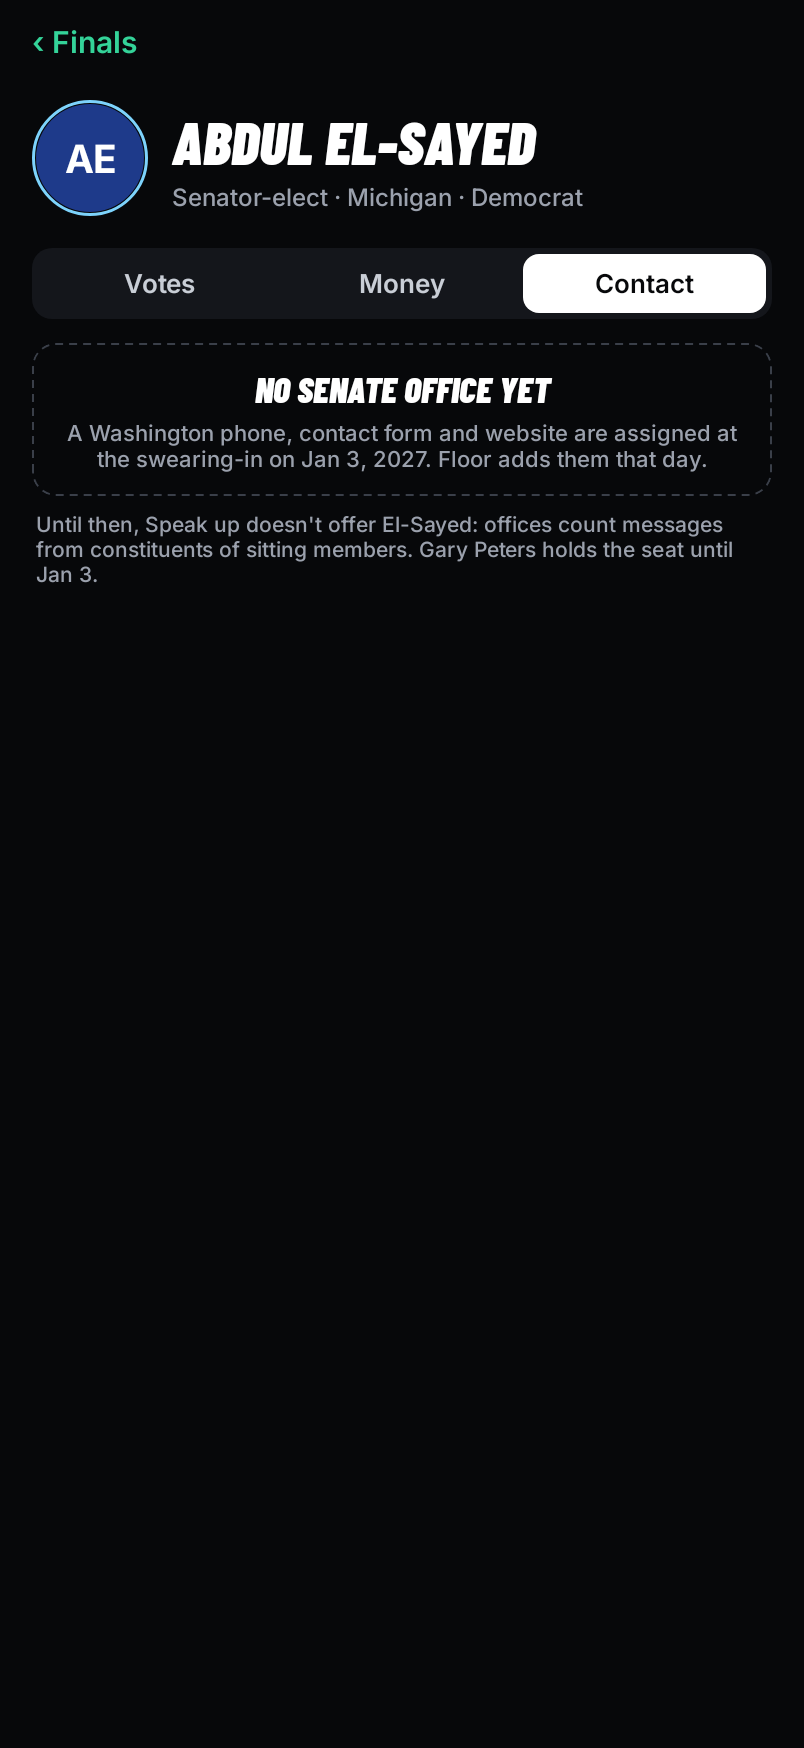 ‹ Finals
AE
ABDUL EL-SAYED
Senator-elect · Michigan · Democrat
Votes
Money
Contact
NO SENATE OFFICE YET
A Washington phone, contact form and website are assigned at
the swearing-in on Jan 3, 2027. Floor adds them that day.
Until then, Speak up doesn't offer El-Sayed: offices count messages
from constituents of sitting members. Gary Peters holds the seat until
Jan 3.